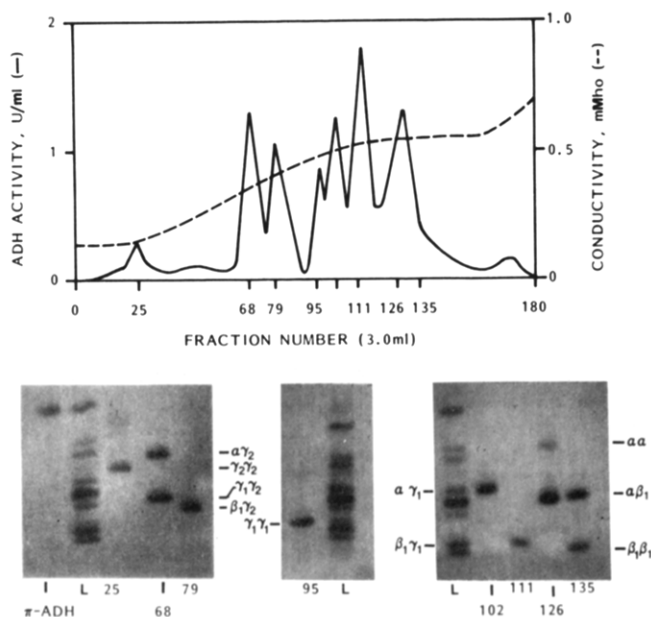 2
1
0
ADH ACTIVITY, U/ml (—)
1.0
0.5
0
CONDUCTIVITY, mMho (--)
0 25 68 79 95 111 126 135 180
FRACTION NUMBER (3.0ml)
αγ2
γ2γ2
γ1γ2
β1γ2
I L 25 I 79
π-ADH 68
γ1γ1
95 L
αγ1
β1γ1
αα
αβ1
β1β1
L I 111 I 135
102 126